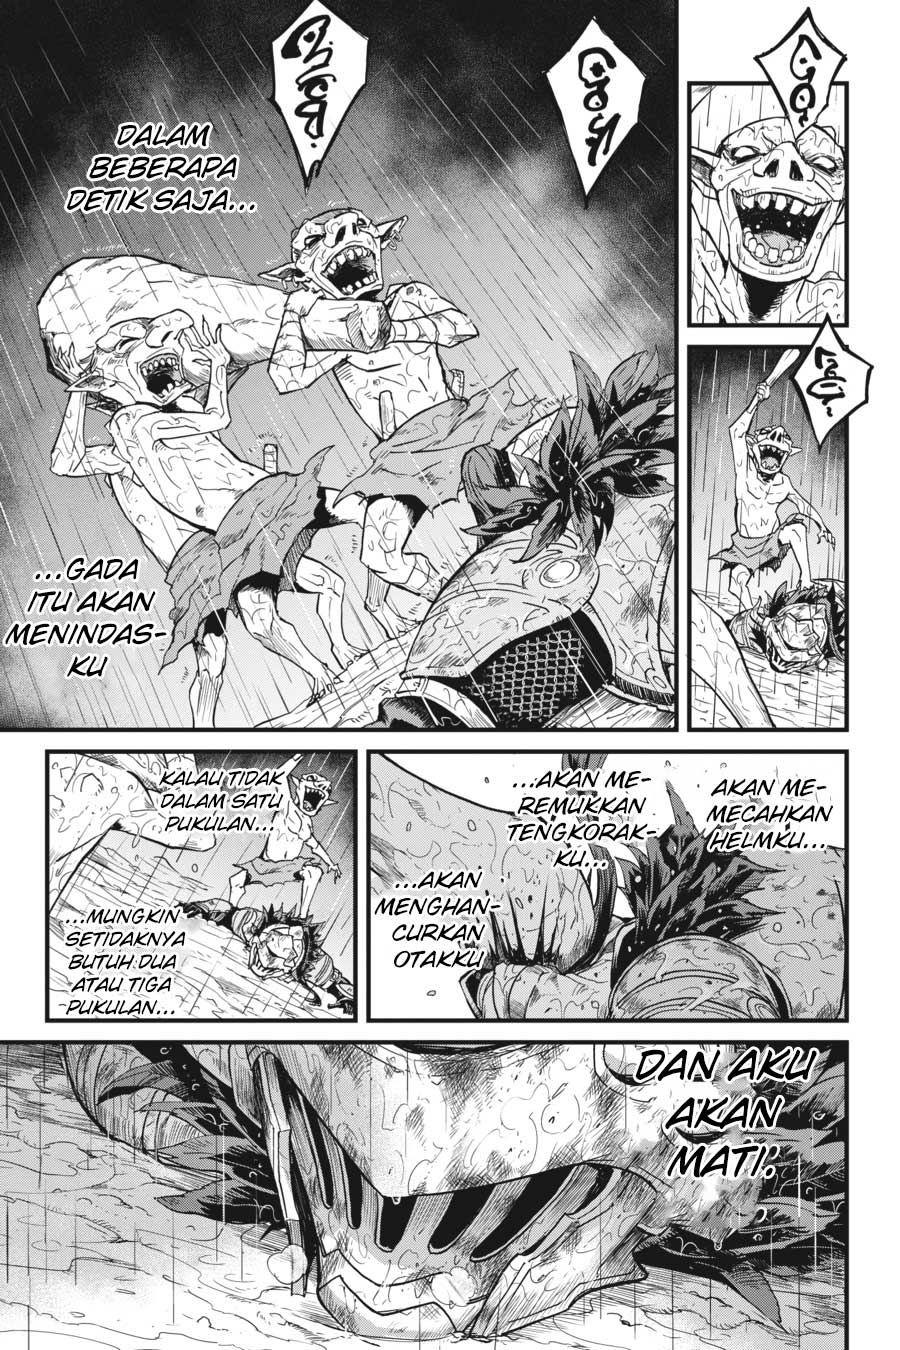 DALAM
BEBERAPA
DETIK SAJA...
...GADA
ITU AKAN
MENINDAS-
KU
AKAN ME-
MECAHKAN
HELMKU...
...AKAN ME-
REMUKKAN
TENGKORAK-
KU...
...AKAN
MENGHAN-
CURKAN
OTAKKU
KALAU TIDAK
DALAM SATU
PUKULAN...
...MUNGKIN
SETIDAKNYA
BUTUH DUA
ATAU TIGA
PUKULAN...
DAN AKU
AKAN
MATI.